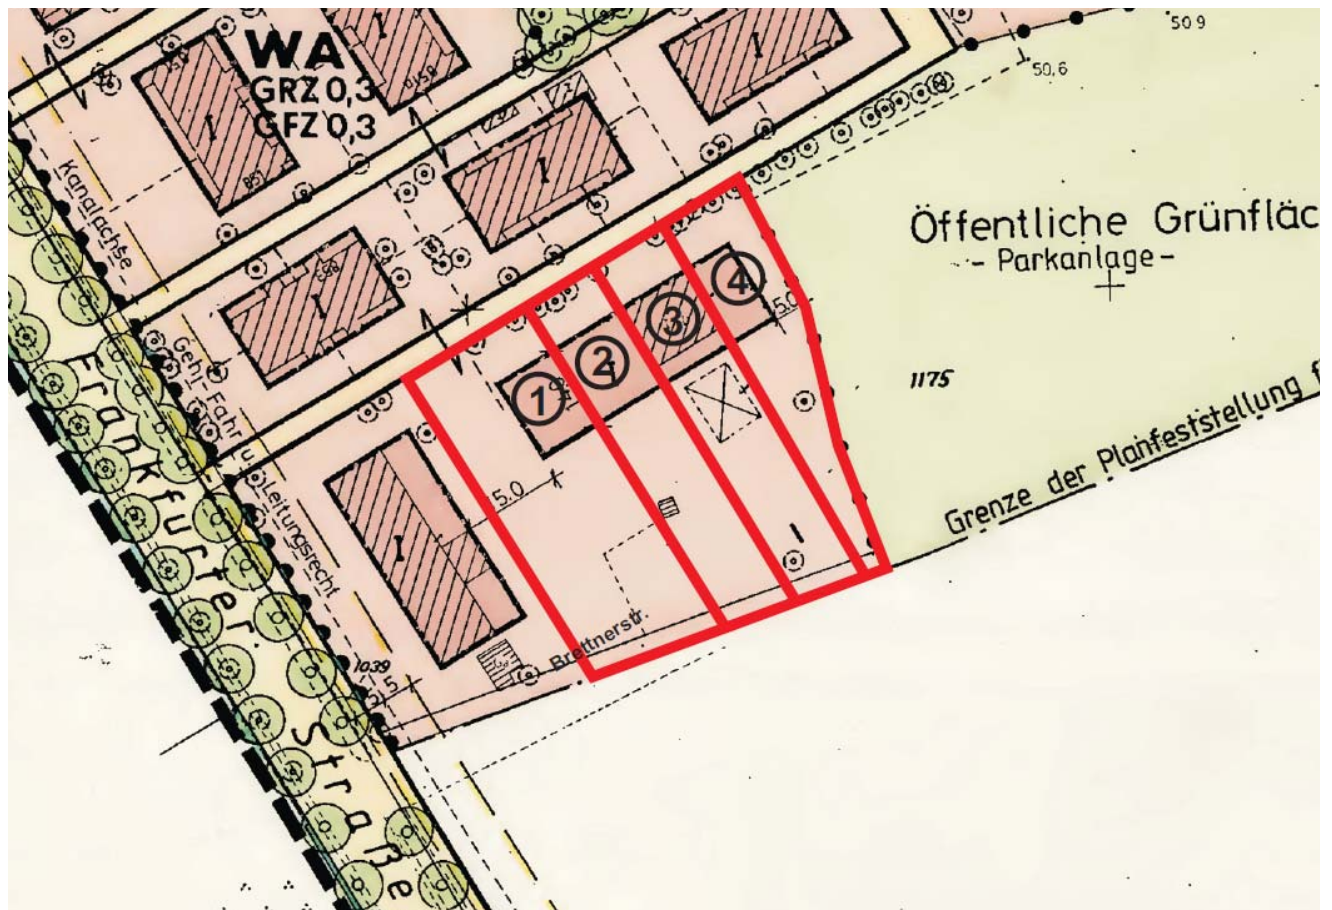 WA
GRZ 0,3
GFZ 0,3
I
I
I
I
I
I
50 9
50,6
Kanalachse
Öffentliche Grünfläc
- Parkanlage -
1175
5.0
1
2
3
4
Geh-, Fahr u. Leitungsrecht
Frankfurter Straße
5.0
Brettnerstr.
1039
Grenze der Planfeststellung f